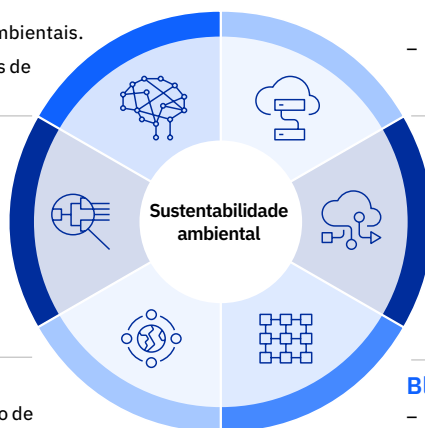 mbientais.
s de
–
Sustentabilidade
ambiental
Bl
o de
–